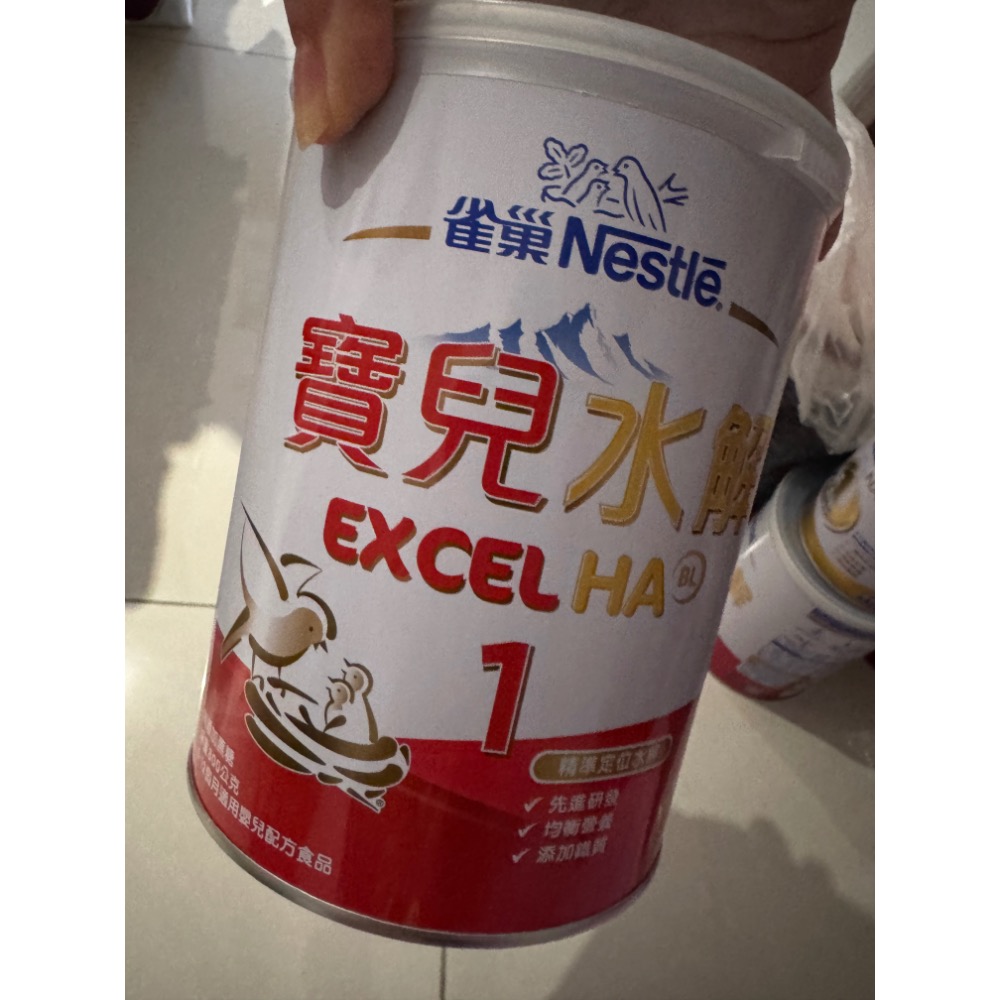 雀巢 Nestlé
寶兒水解
EXCEL HA BL
1
精準定位水解
✓ 先進研發
✓ 均衡營養
✓ 添加鐵質
公克
月適用嬰兒配方食品